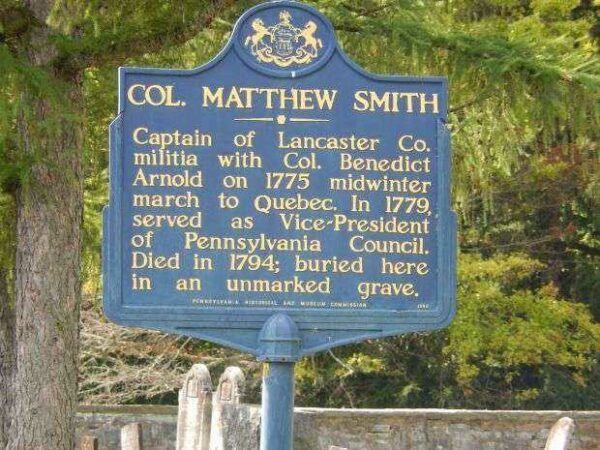 COL. MATTHEW SMITH
Captain of Lancaster Co.
militia with Col. Benedict
Arnold on 1775 midwinter
march to Quebec. In 1779,
served as Vice-President
of Pennsylvania Council.
Died in 1794; buried here
in an unmarked grave.
PENNSYLVANIA HISTORICAL AND MUSEUM COMMISSION